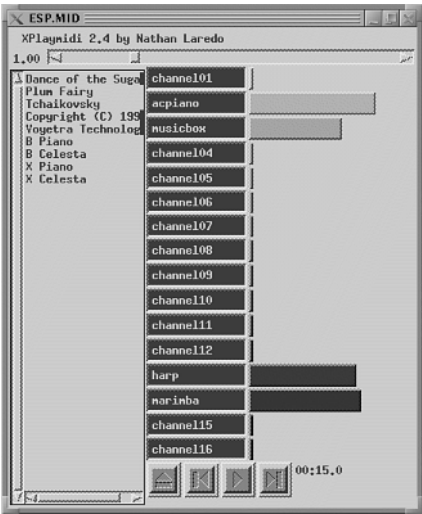 ESP.MID
XPlaymidi 2.4 by Nathan Laredo
1.00
Dance of the Suga
Plum Fairy
Tchaikovsky
Copyright (C) 199
Voyetra Technolog
B Piano
B Celesta
X Piano
X Celesta
channel01
acpiano
musicbox
channel04
channel05
channel06
channel07
channel08
channel09
channel10
channel11
channel12
harp
marimba
channel15
channel16
00:15.0